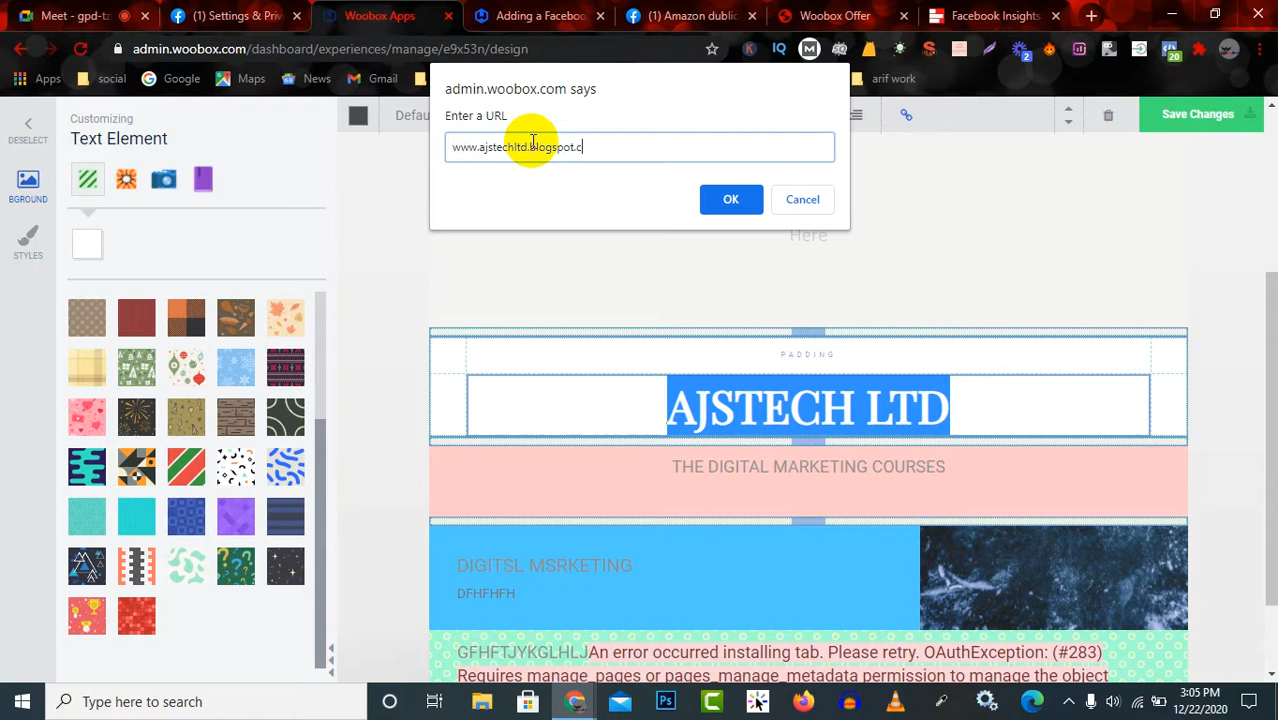 Meet - gpd-tz
(1) Settings & Priv
Woobox Apps
Adding a Faceboo
(1) Amazon dublic
Woobox Offer
Facebook Insights
admin.woobox.com/dashboard/experiences/manage/e9x53n/design
Apps
social
Google
Maps
News
Gmail
arif work
admin.woobox.com says
Enter a URL
www.ajstechltd.blogspot.c
OK
Cancel
DESELECT
Customizing
Text Element
Defau
Save Changes
BGROUND
STYLES
Here
PADDING
AJSTECH LTD
THE DIGITAL MARKETING COURSES
DIGITSL MSRKETING
DFHFHFH
GFHFTJYKGLHLJAn error occurred installing tab. Please retry. OAuthException: (#283)
Requires manage_pages or pages_manage_metadata permission to manage the object
Type here to search
3:05 PM
12/22/2020